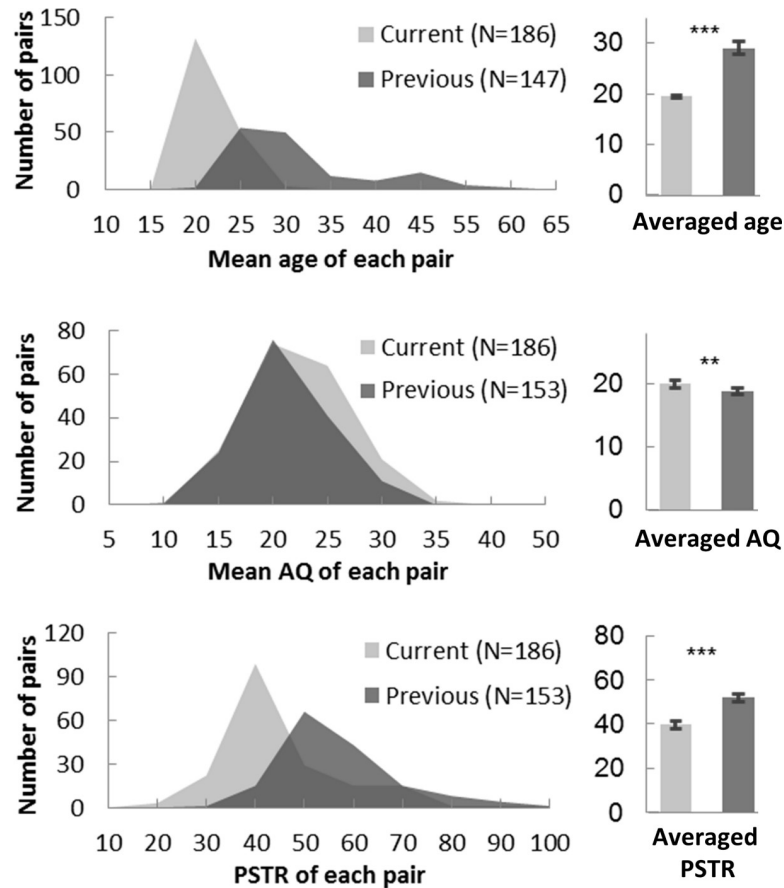 Number of pairs
150
100
50
0
Current (N=186)
Previous (N=147)
10 15 20 25 30 35 40 45 55 60 65
Mean age of each pair
30
20
10
0
***
Averaged age
Number of pairs
80
60
40
20
0
Current (N=186)
Previous (N=153)
5 10 15 20 25 30 35 40 50
Mean AQ of each pair
20
10
0
**
Averaged AQ
Number of pairs
120
90
60
30
0
Current (N=186)
Previous (N=153)
10 20 30 40 50 60 70 80 90 100
PSTR of each pair
80
60
40
20
0
***
Averaged
PSTR